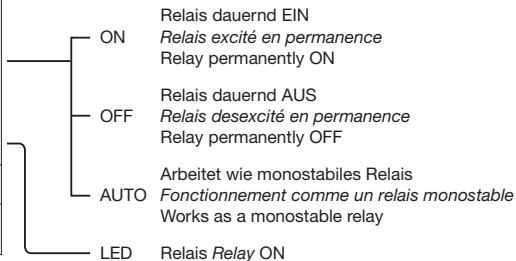 Relais dauernd EIN
ON Relais excité en permanence
Relay permanently ON
Relais dauernd AUS
OFF Relais desexcité en permanence
Relay permanently OFF
Arbeitet wie monostabiles Relais
AUTO Fonctionnement comme un relais monostable
Works as a monostable relay
LED Relais Relay ON